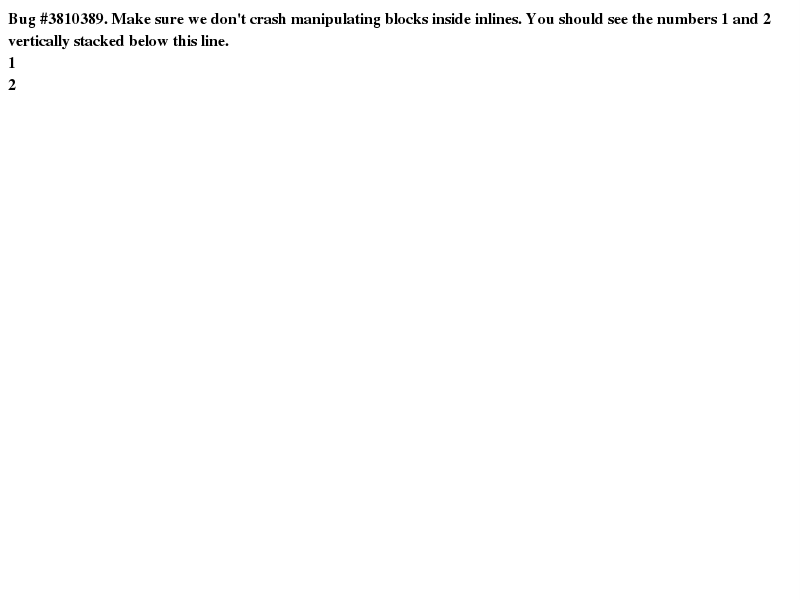 Bug #3810389. Make sure we don't crash manipulating blocks inside inlines. You should see the numbers 1 and 2
vertically stacked below this line.
1
2